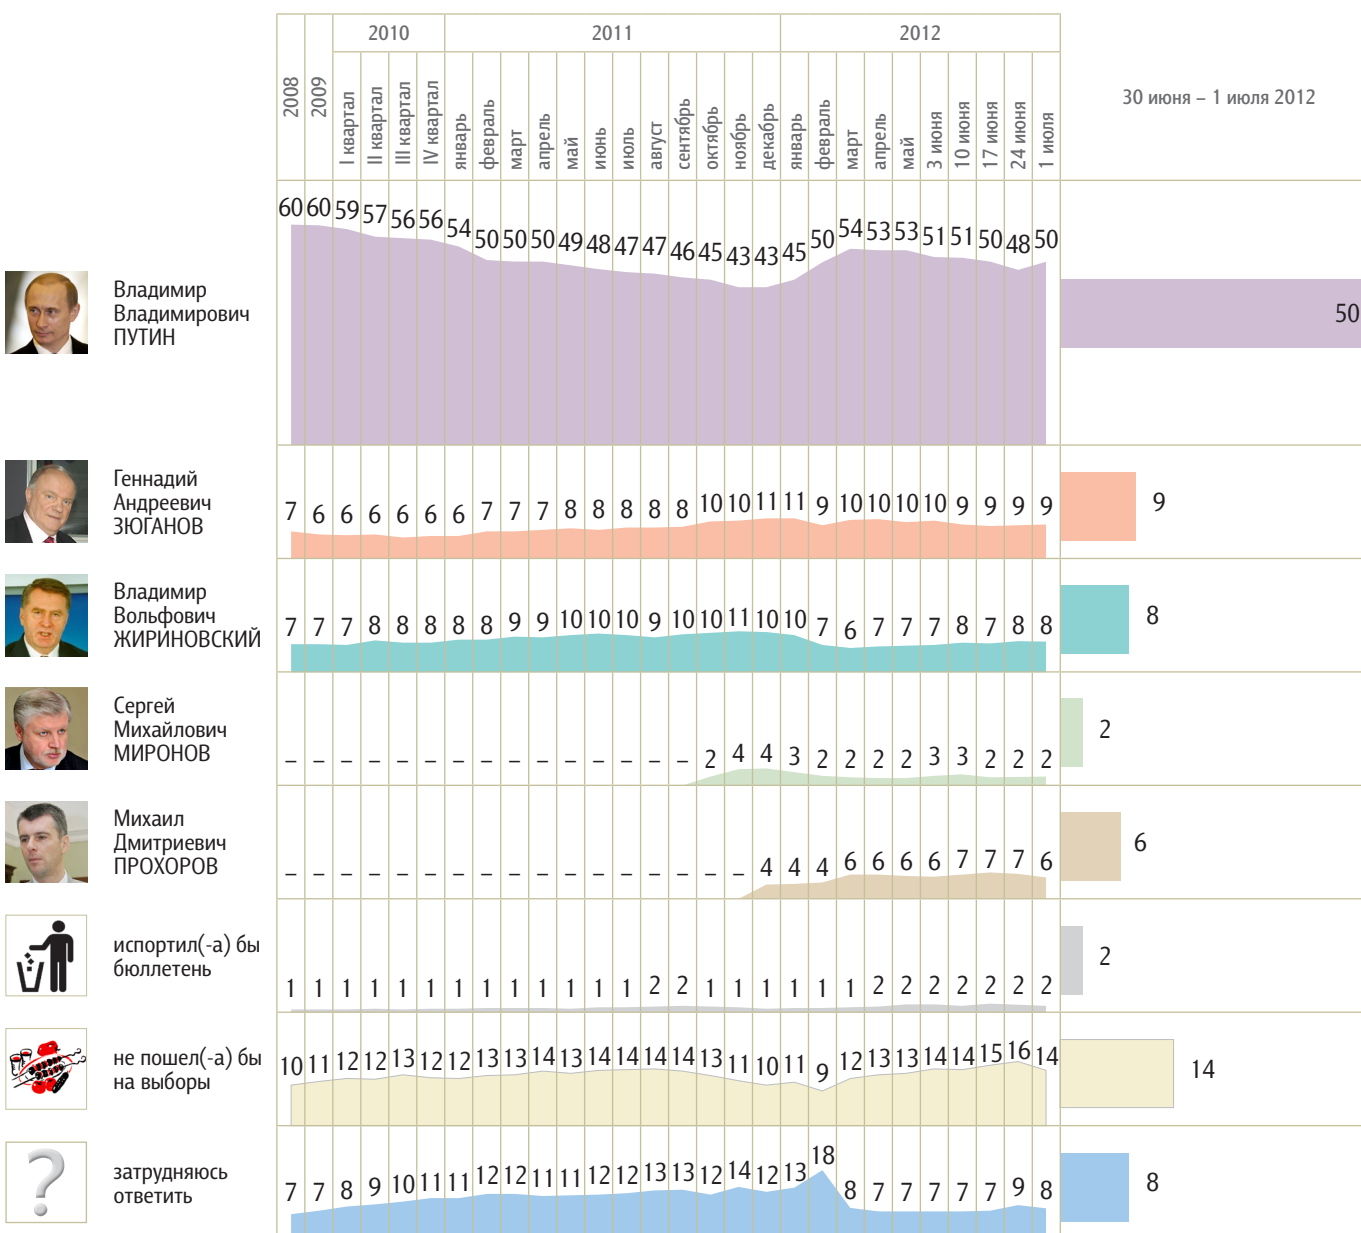 2010 2011 2012
2008 2009 I квартал II квартал III квартал IV квартал январь февраль март апрель май июнь июль август сентябрь октябрь ноябрь декабрь январь февраль март апрель май 3 июня 10 июня 17 июня 24 июня 1 июля
30 июня – 1 июля 2012
60 60 59 57 56 56 54 50 50 50 49 48 47 47 46 45 43 43 45 50 54 53 53 51 51 50 48 50
Владимир
Владимирович
ПУТИН
50
Геннадий
Андреевич
ЗЮГАНОВ
7 6 6 6 6 6 6 7 7 7 8 8 8 8 8 10 10 11 11 9 10 10 10 10 9 9 9 9
9
Владимир
Вольфович
ЖИРИНОВСКИЙ
7 7 7 8 8 8 8 8 9 9 10 10 10 9 10 10 11 10 10 7 6 7 7 7 8 7 8 8
8
Сергей
Михайлович
МИРОНОВ
– – – – – – – – – – – – – – – 2 4 4 3 2 2 2 2 3 3 2 2 2
2
Михаил
Дмитриевич
ПРОХОРОВ
– – – – – – – – – – – – – – – – – 4 4 4 6 6 6 6 7 7 7 6
6
испортил(-а) бы
бюллетень
1 1 1 1 1 1 1 1 1 1 1 1 1 2 2 1 1 1 1 1 1 2 2 2 2 2 2 2
2
не пошел(-а) бы
на выборы
10 11 12 12 13 12 12 13 13 14 13 14 14 14 14 13 11 10 11 9 12 13 13 14 14 15 16 14
14
затрудняюсь
ответить
7 7 8 9 10 11 11 12 12 11 11 12 12 13 13 12 14 12 13 18 8 7 7 7 7 7 9 8
8